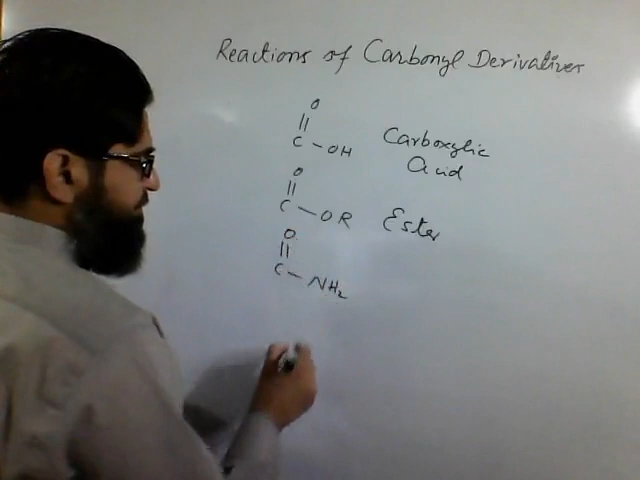 Reactions of Carbonyl Derivatives
O
||
C - OH Carboxylic
Acid
O
||
C - OR Ester
O
||
C - NH2